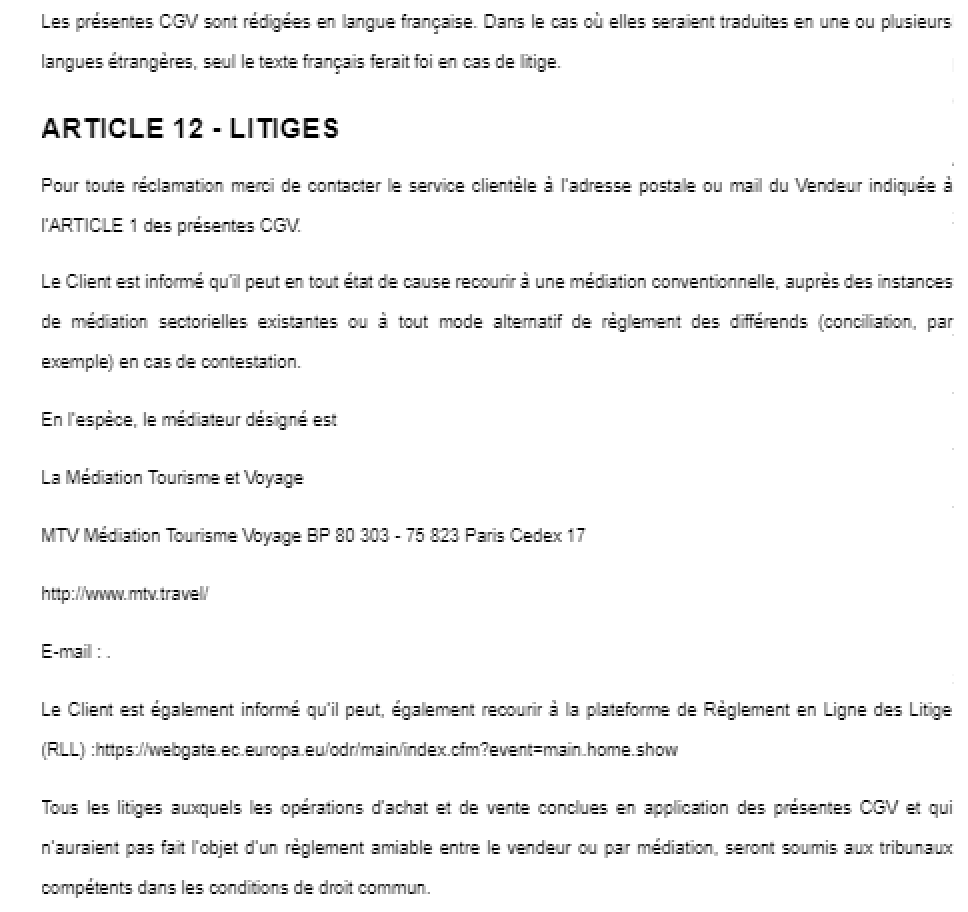 Les présentes CGV sont rédigées en langue française. Dans le cas où elles seraient traduites en une ou plusieurs
langues étrangères, seul le texte français ferait foi en cas de litige.
ARTICLE 12 - LITIGES
Pour toute réclamation merci de contacter le service clientèle à l'adresse postale ou mail du Vendeur indiquée à
l'ARTICLE 1 des présentes CGV.
Le Client est informé qu'il peut en tout état de cause recourir à une médiation conventionnelle, auprès des instances
de médiation sectorielles existantes ou à tout mode alternatif de règlement des différends (conciliation, par
exemple) en cas de contestation.
En l'espèce, le médiateur désigné est
La Médiation Tourisme et Voyage
MTV Médiation Tourisme Voyage BP 80 303 - 75 823 Paris Cedex 17
http://www.mtv.travel/
E-mail : .
Le Client est également informé qu'il peut, également recourir à la plateforme de Règlement en Ligne des Litige
(RLL) :https://webgate.ec.europa.eu/odr/main/index.cfm?event=main.home.show
Tous les litiges auxquels les opérations d'achat et de vente conclues en application des présentes CGV et qui
n'auraient pas fait l'objet d'un règlement amiable entre le vendeur ou par médiation, seront soumis aux tribunaux
compétents dans les conditions de droit commun.